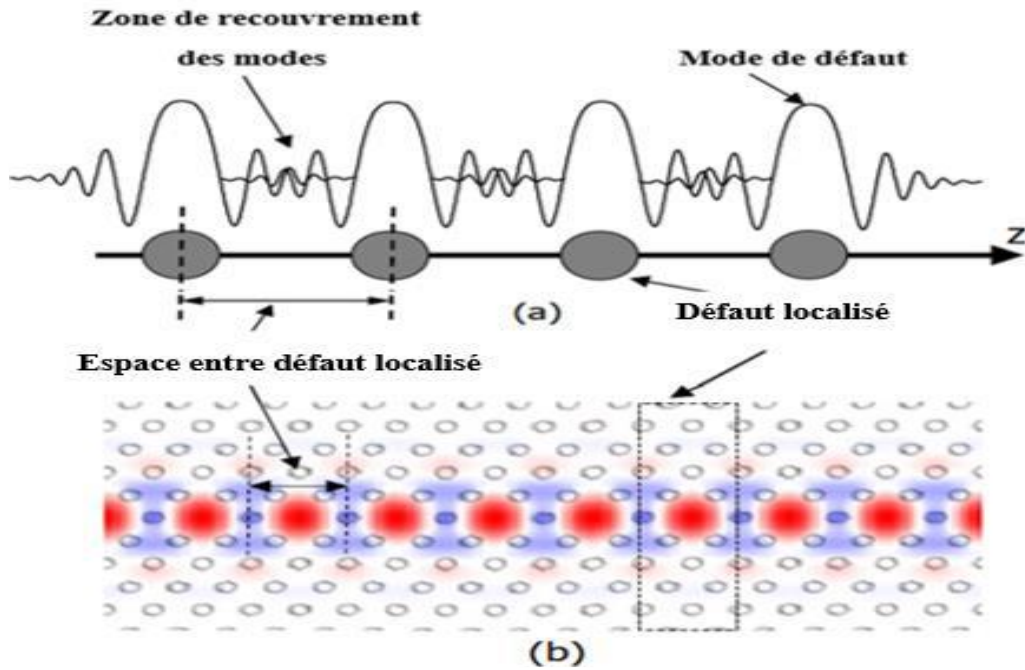 Zone de recouvrement
des modes
Mode de défaut
Z
(a)
Défaut localisé
Espace entre défaut localisé
(b)